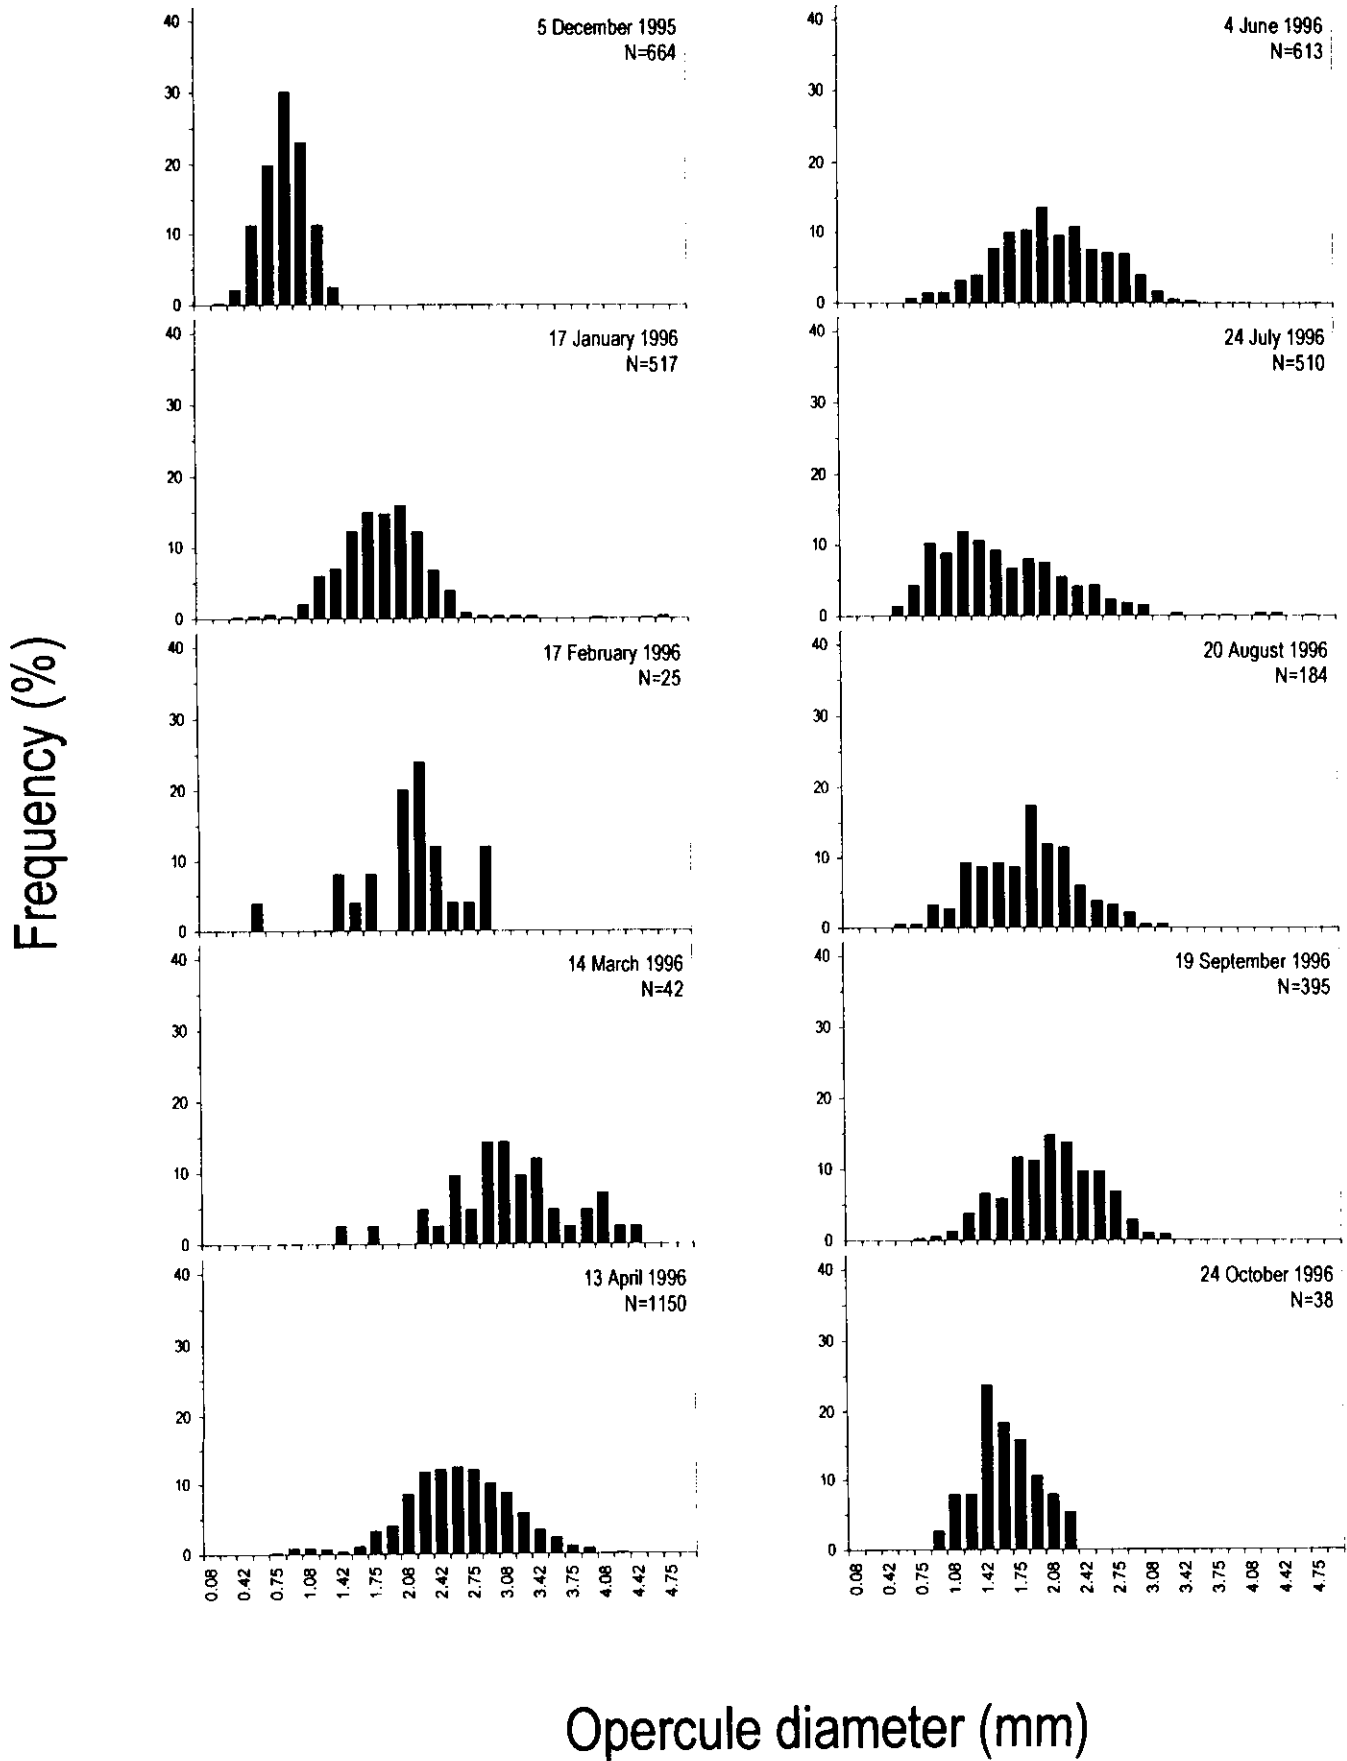 Frequency (%)
5 December 1995
N=664
40
30
20
10
0
17 January 1996
N=517
40
30
20
10
0
17 February 1996
N=25
40
30
20
10
0
14 March 1996
N=42
40
30
20
10
0
13 April 1996
N=1150
40
30
20
10
0
0.08 0.42 0.75 1.08 1.42 1.75 2.08 2.42 2.75 3.08 3.42 3.75 4.08 4.42 4.75
4 June 1996
N=613
40
30
20
10
0
24 July 1996
N=510
40
30
20
10
0
20 August 1996
N=184
40
30
20
10
0
19 September 1996
N=395
40
30
20
10
0
24 October 1996
N=38
40
30
20
10
0
0.08 0.42 0.75 1.08 1.42 1.75 2.08 2.42 2.75 3.08 3.42 3.75 4.08 4.42 4.75
Opercule diameter (mm)